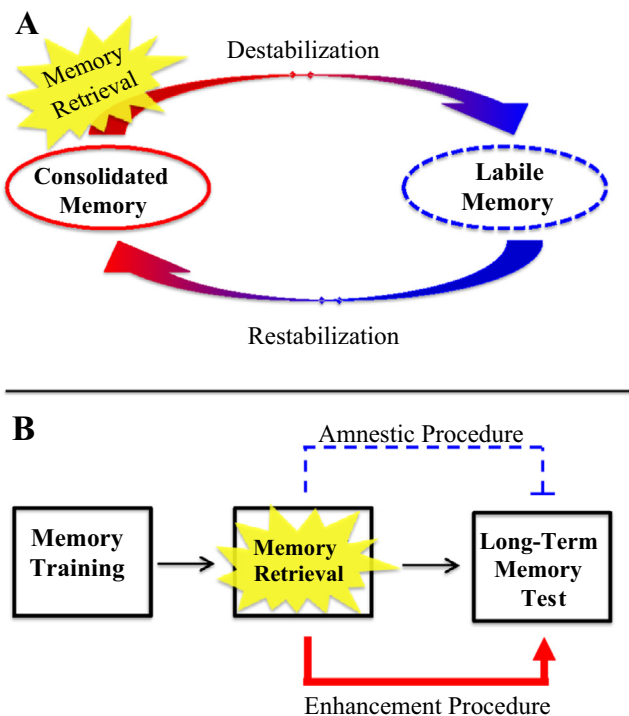 A
Destabilization
Memory
Retrieval
Consolidated
Memory
Labile
Memory
Restabilization
B
Amnestic Procedure
Memory
Training
Memory
Retrieval
Long-Term
Memory
Test
Enhancement Procedure